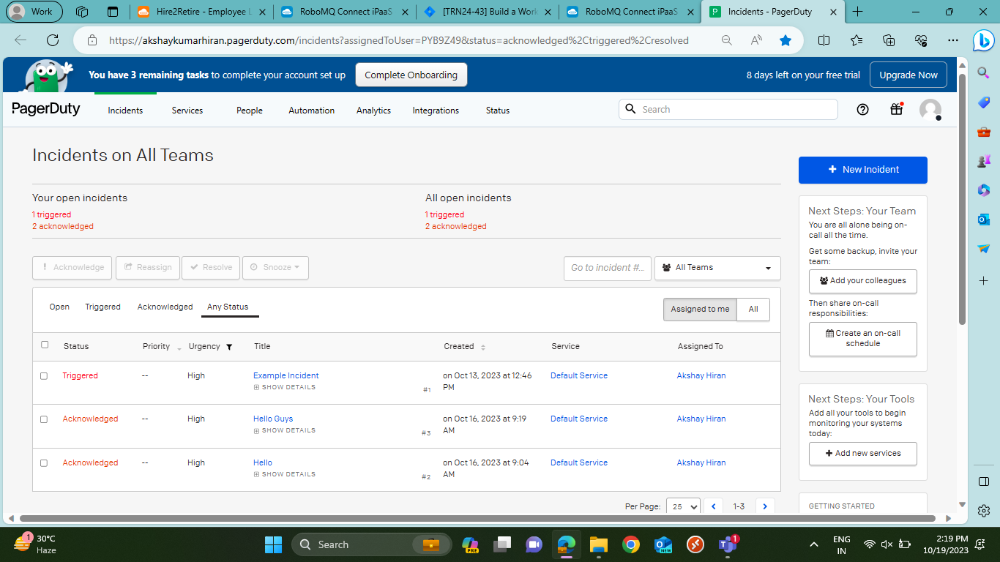 Work
Hire2Retire - Employee L
RoboMQ Connect iPaaS
[TRN24-43] Build a Work
RoboMQ Connect iPaaS
P
Incidents - PagerDuty
https://akshaykumarhiran.pagerduty.com/incidents?assignedToUser=PYB9Z49&status=acknowledged%2Ctriggered%2Cresolved
You have 3 remaining tasks to complete your account set up
Complete Onboarding
8 days left on your free trial
Upgrade Now
PagerDuty
Incidents
Services
People
Automation
Analytics
Integrations
Status
Search
Incidents on All Teams
New Incident
Your open incidents
1 triggered
2 acknowledged
All open incidents
1 triggered
2 acknowledged
Next Steps: Your Team
You are all alone being on-
call all the time.
Get some backup, invite your
team:
Add your colleagues
Then share on-call
responsibilities:
Create an on-call
schedule
Acknowledge
Reassign
Resolve
Snooze
Go to incident #...
All Teams
Open
Triggered
Acknowledged
Any Status
Assigned to me
All
Status
Priority
Urgency
Title
Created
Service
Assigned To
Triggered
--
High
Example Incident
SHOW DETAILS
#1
on Oct 13, 2023 at 12:46
PM
Default Service
Akshay Hiran
Acknowledged
--
High
Hello Guys
SHOW DETAILS
#3
on Oct 16, 2023 at 9:19
AM
Default Service
Akshay Hiran
Acknowledged
--
High
Hello
SHOW DETAILS
#2
on Oct 16, 2023 at 9:04
AM
Default Service
Akshay Hiran
Per Page:
25
1-3
Next Steps: Your Tools
Add all your tools to begin
monitoring your systems
today:
Add new services
GETTING STARTED
1
30°C
Haze
Search
PRE
NEW
1
ENG
IN
2:19 PM
10/19/2023